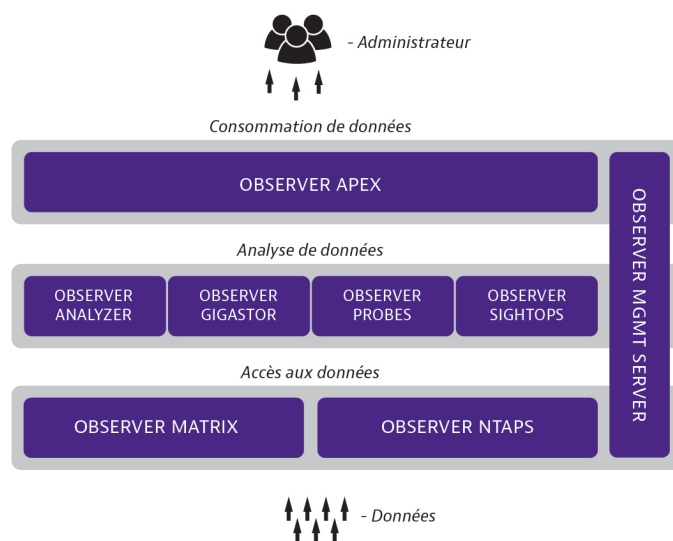 - Administrateur
Consommation de données
OBSERVER APEX
Analyse de données
OBSERVER
ANALYZER
OBSERVER
GIGASTOR
OBSERVER
PROBES
OBSERVER
SIGHTOPS
Accès aux données
OBSERVER MATRIX
OBSERVER NTAPS
OBSERVER MGMT SERVER
- Données